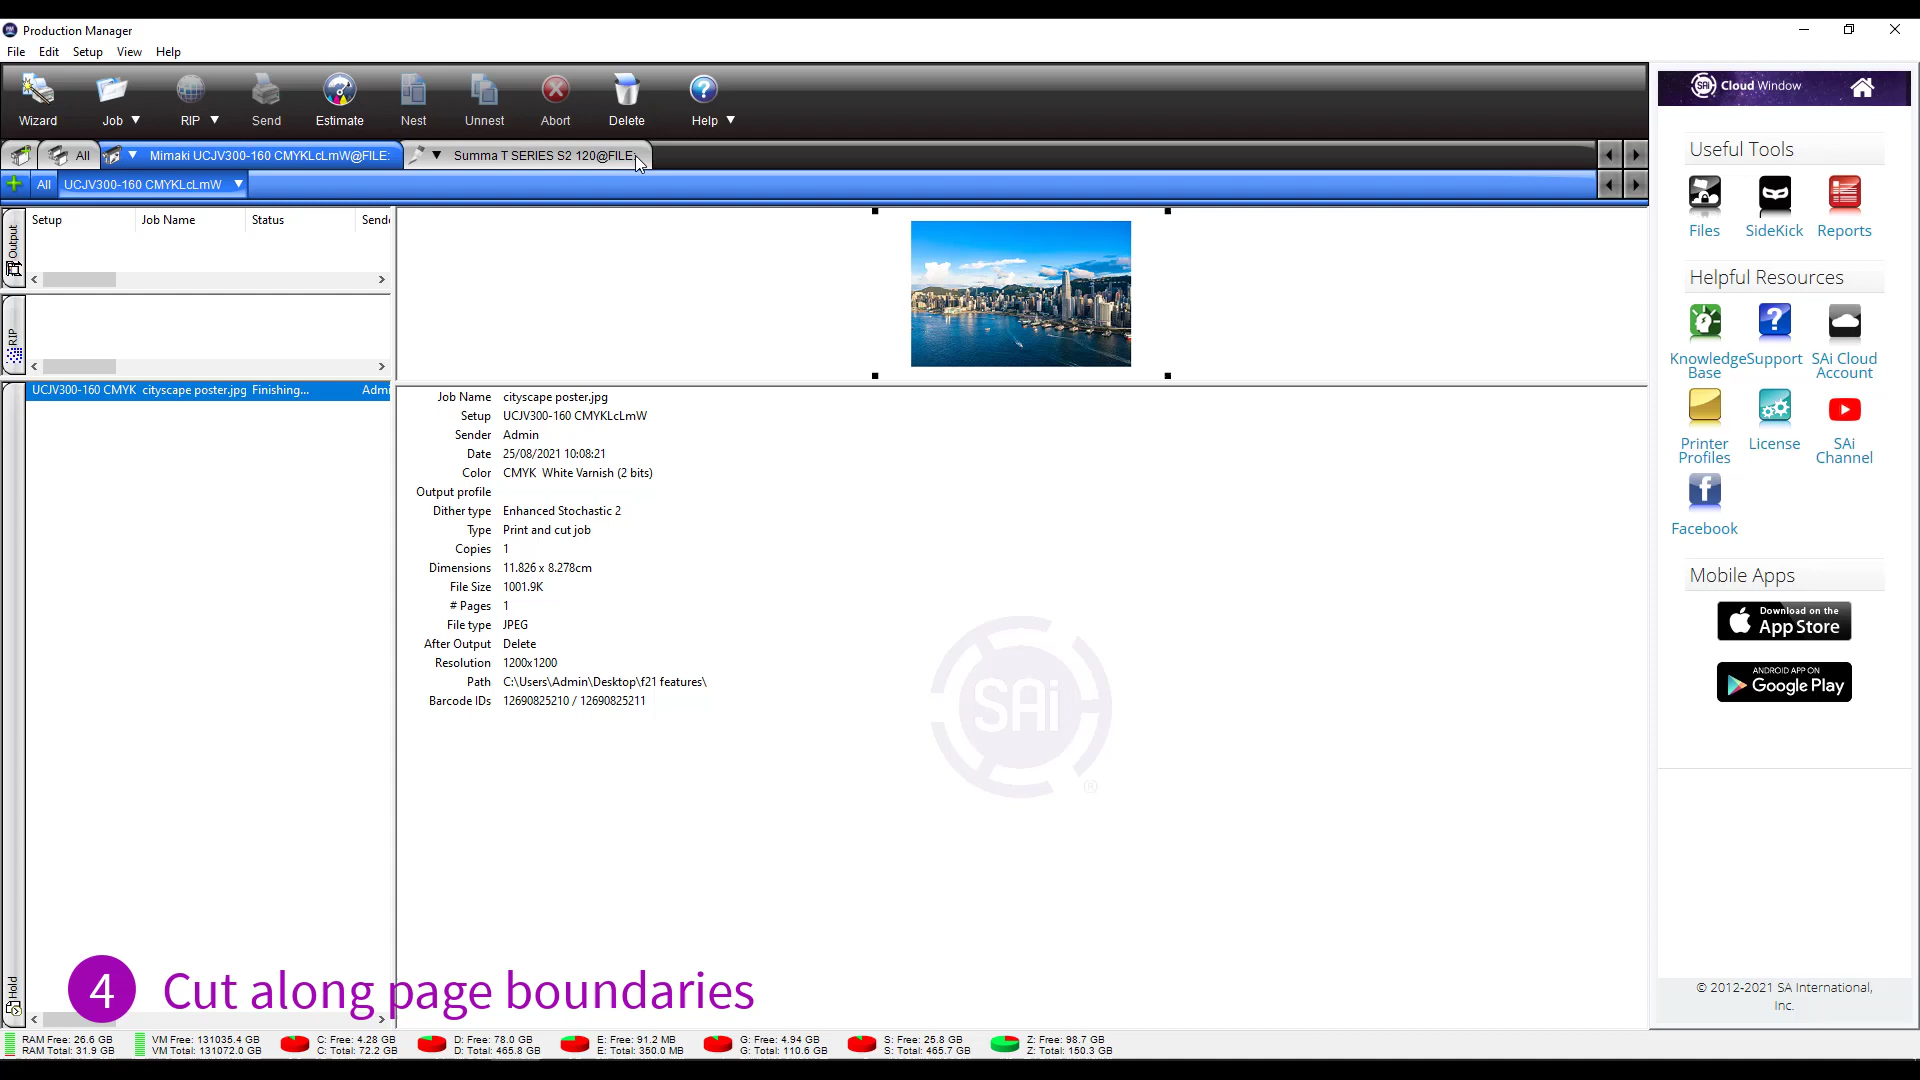 Production Manager
File Edit Setup View Help
Wizard Job RIP Send Estimate Nest Unnest Abort Delete Help
All Mimaki UCJV300-160 CMYKLcLmW@FILE: Summa T SERIES S2 120@FILE:
All UCJV300-160 CMYKLcLmW
Output
Setup Job Name Status Sende
RIP
Hold
UCJV300-160 CMYK cityscape poster.jpg Finishing... Admi
Job Name cityscape poster.jpg
Setup UCJV300-160 CMYKLcLmW
Sender Admin
Date 25/08/2021 10:08:21
Color CMYK White Varnish (2 bits)
Output profile
Dither type Enhanced Stochastic 2
Type Print and cut job
Copies 1
Dimensions 11.826 x 8.278cm
File Size 1001.9K
# Pages 1
File type JPEG
After Output Delete
Resolution 1200x1200
Path C:\Users\Admin\Desktop\f21 features\
Barcode IDs 12690825210 / 12690825211
SAi
®
4 Cut along page boundaries
SAi Cloud Window
Useful Tools
Files SideKick Reports
Helpful Resources
Knowledge Base Support SAi Cloud Account
Printer Profiles License SAi Channel
Facebook
Mobile Apps
Download on the
App Store
ANDROID APP ON
Google Play
© 2012-2021 SA International,
Inc.
RAM Free: 26.6 GB VM Free: 131035.4 GB C: Free: 4.28 GB D: Free: 78.0 GB E: Free: 91.2 MB G: Free: 4.94 GB S: Free: 25.8 GB Z: Free: 98.7 GB
RAM Total: 31.9 GB VM Total: 131072.0 GB C: Total: 72.2 GB D: Total: 465.8 GB E: Total: 350.0 MB G: Total: 110.6 GB S: Total: 465.7 GB Z: Total: 150.3 GB